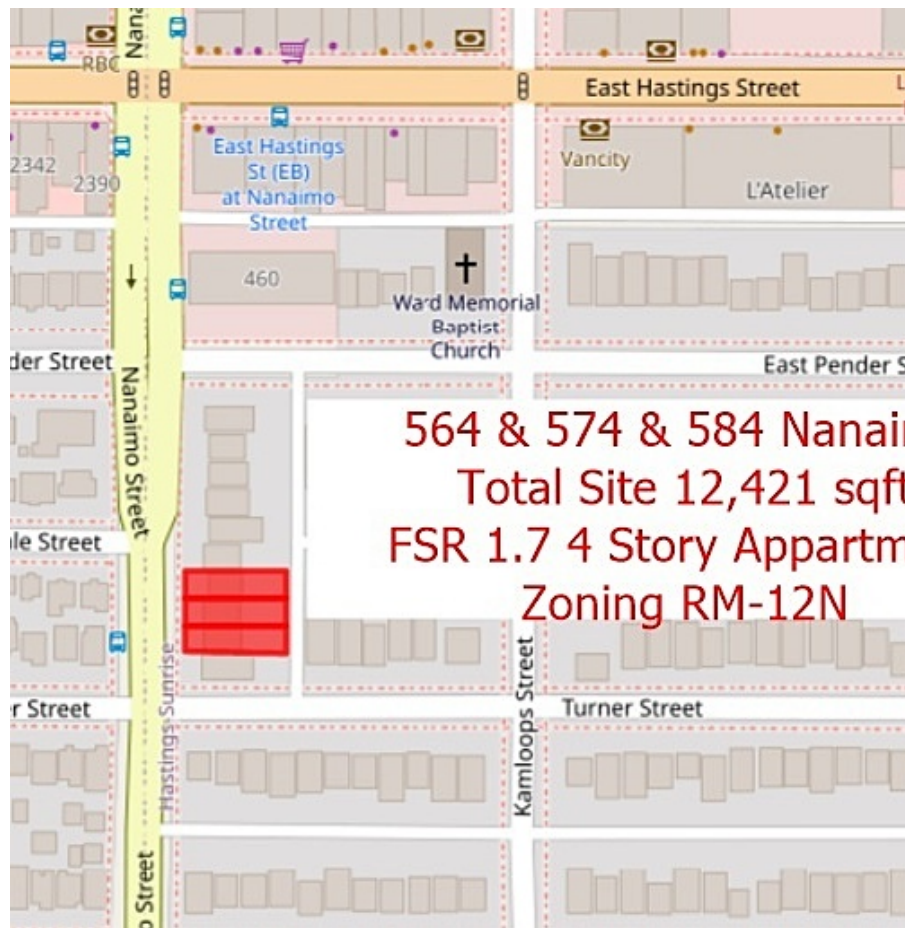 Nana
RBC
East Hastings Street
L
2342
2390
East Hastings
St (EB)
at Nanaimo
Street
Vancity
L'Atelier
460
Ward Memorial
Baptist
Church
der Street
East Pender S
Nanaimo Street
564 & 574 & 584 Nanai
Total Site 12,421 sqft
FSR 1.7 4 Story Appartm
Zoning RM-12N
le Street
Hastings-Sunrise
Kamloops Street
r Street
Turner Street
o Street